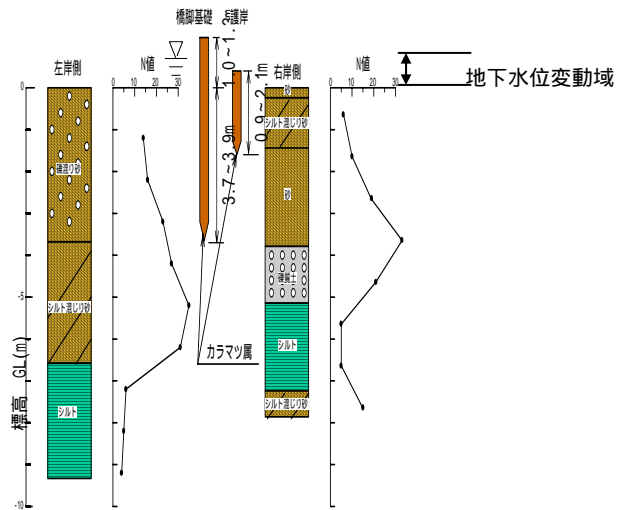 橋脚基礎
護岸
左岸側
N値
右岸側
N値
地下水位変動域
0 10 20 30
0 10 20 30
0
-5
-10
標高 GL(m)
1.0～1.
0.9～2.1m
3.7～3.9m
礫混り砂
シルト混じり砂
シルト
カラマツ属
砂
シルト混じり砂
砂
礫質土
シルト
シルト混じり砂